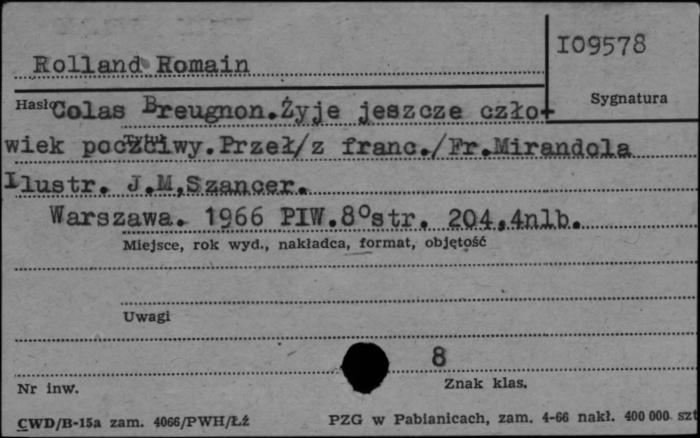 I09578
Rolland Romain
Sygnatura
Hasło Colas Breugnon.Żyje jeszcze czło-
Tytuł
wiek poczciwy.Przeł/z franc./Fr.Mirandola
Ilustr. J.M,Szancer.
Warszawa. 1966 PIW.8°str. 204,4nlb.
Miejsce, rok wyd., nakładca, format, objętość
Uwagi
8
Nr inw.
Znak klas.
CWD/B-15a zam. 4066/PWH/Łź
PZG w Pabianicach, zam. 4-66 nakł. 400 000 szt